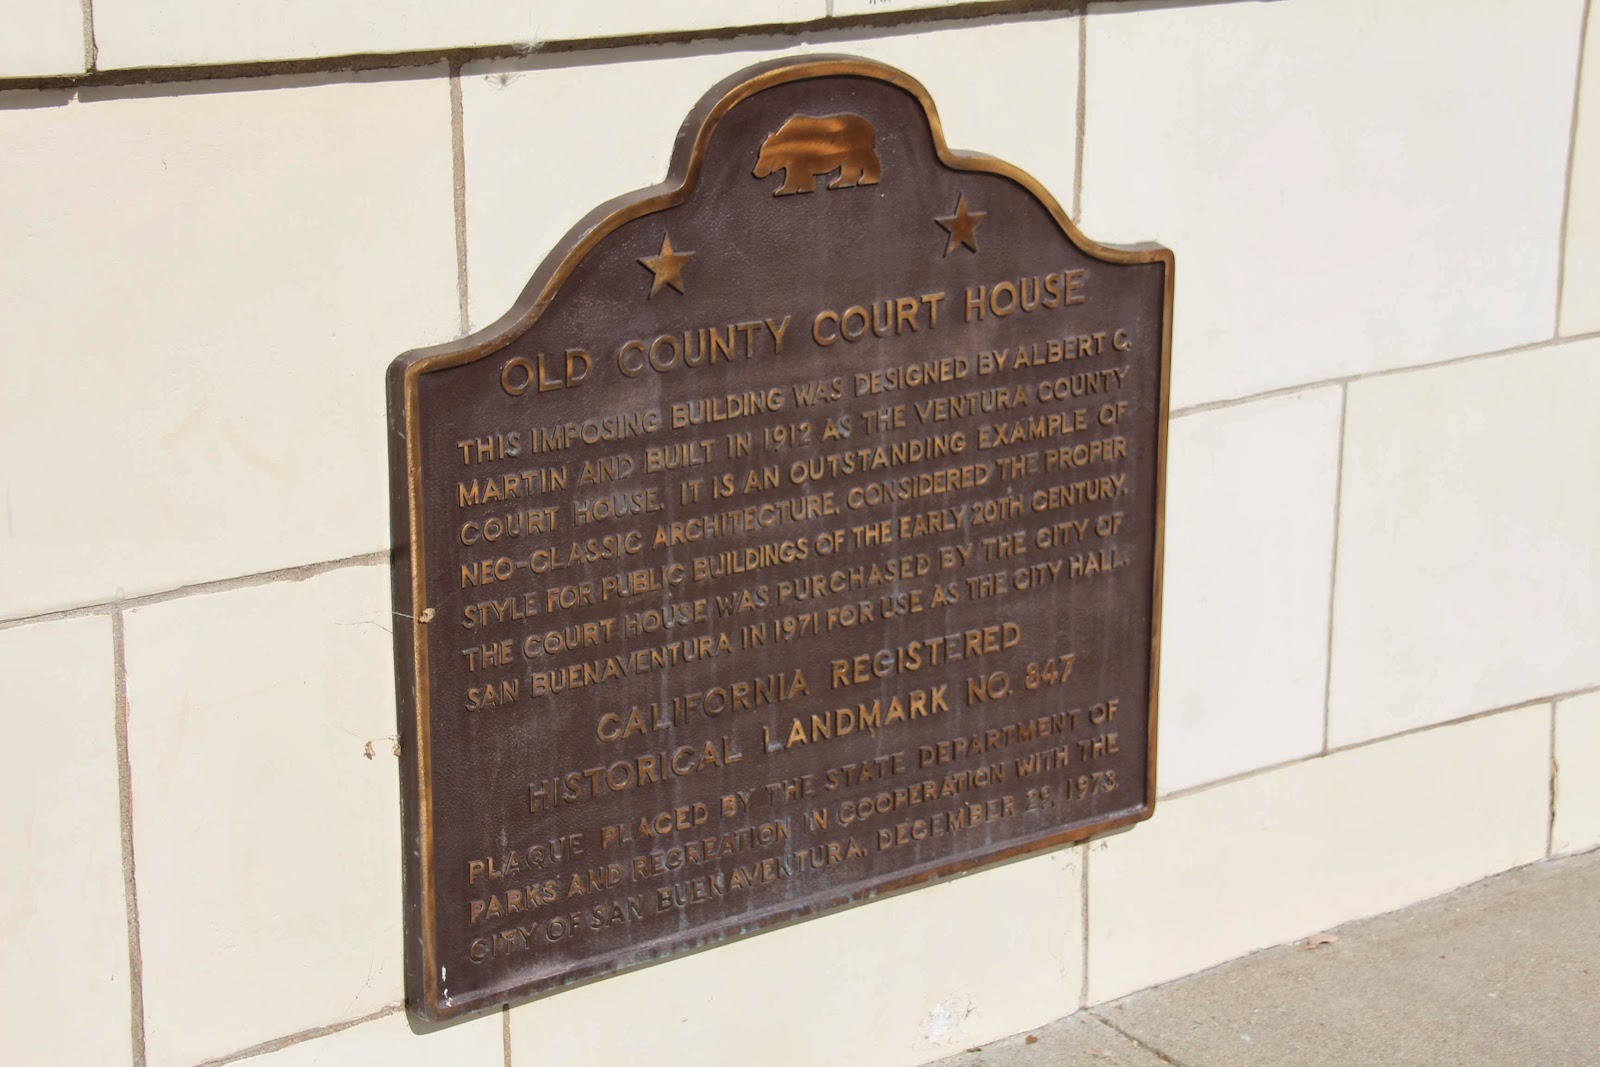 OLD COUNTY COURT HOUSE
THIS IMPOSING BUILDING WAS DESIGNED BY ALBERT C.
MARTIN AND BUILT IN 1912 AS THE VENTURA COUNTY
COURT HOUSE. IT IS AN OUTSTANDING EXAMPLE OF
NEO-CLASSIC ARCHITECTURE, CONSIDERED THE PROPER
STYLE FOR PUBLIC BUILDINGS OF THE EARLY 20TH CENTURY.
THE COURT HOUSE WAS PURCHASED BY THE CITY OF
SAN BUENAVENTURA IN 1971 FOR USE AS THE CITY HALL.
CALIFORNIA REGISTERED
HISTORICAL LANDMARK NO. 847
PLAQUE PLACED BY THE STATE DEPARTMENT OF
PARKS AND RECREATION IN COOPERATION WITH THE
CITY OF SAN BUENAVENTURA, DECEMBER 29, 1973.